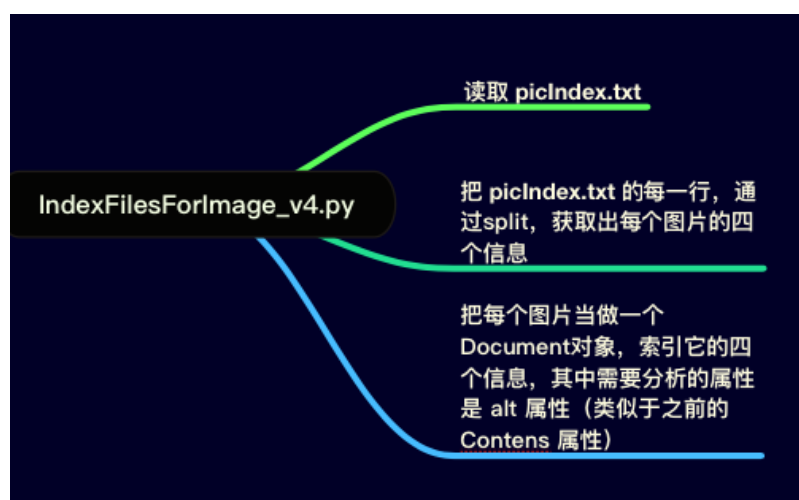 读取 picIndex.txt
IndexFilesForImage_v4.py
把 picIndex.txt 的每一行，通
过split，获取出每个图片的四
个信息
把每个图片当做一个
Document对象，索引它的四
个信息，其中需要分析的属性
是 alt 属性（类似于之前的
Contens 属性）